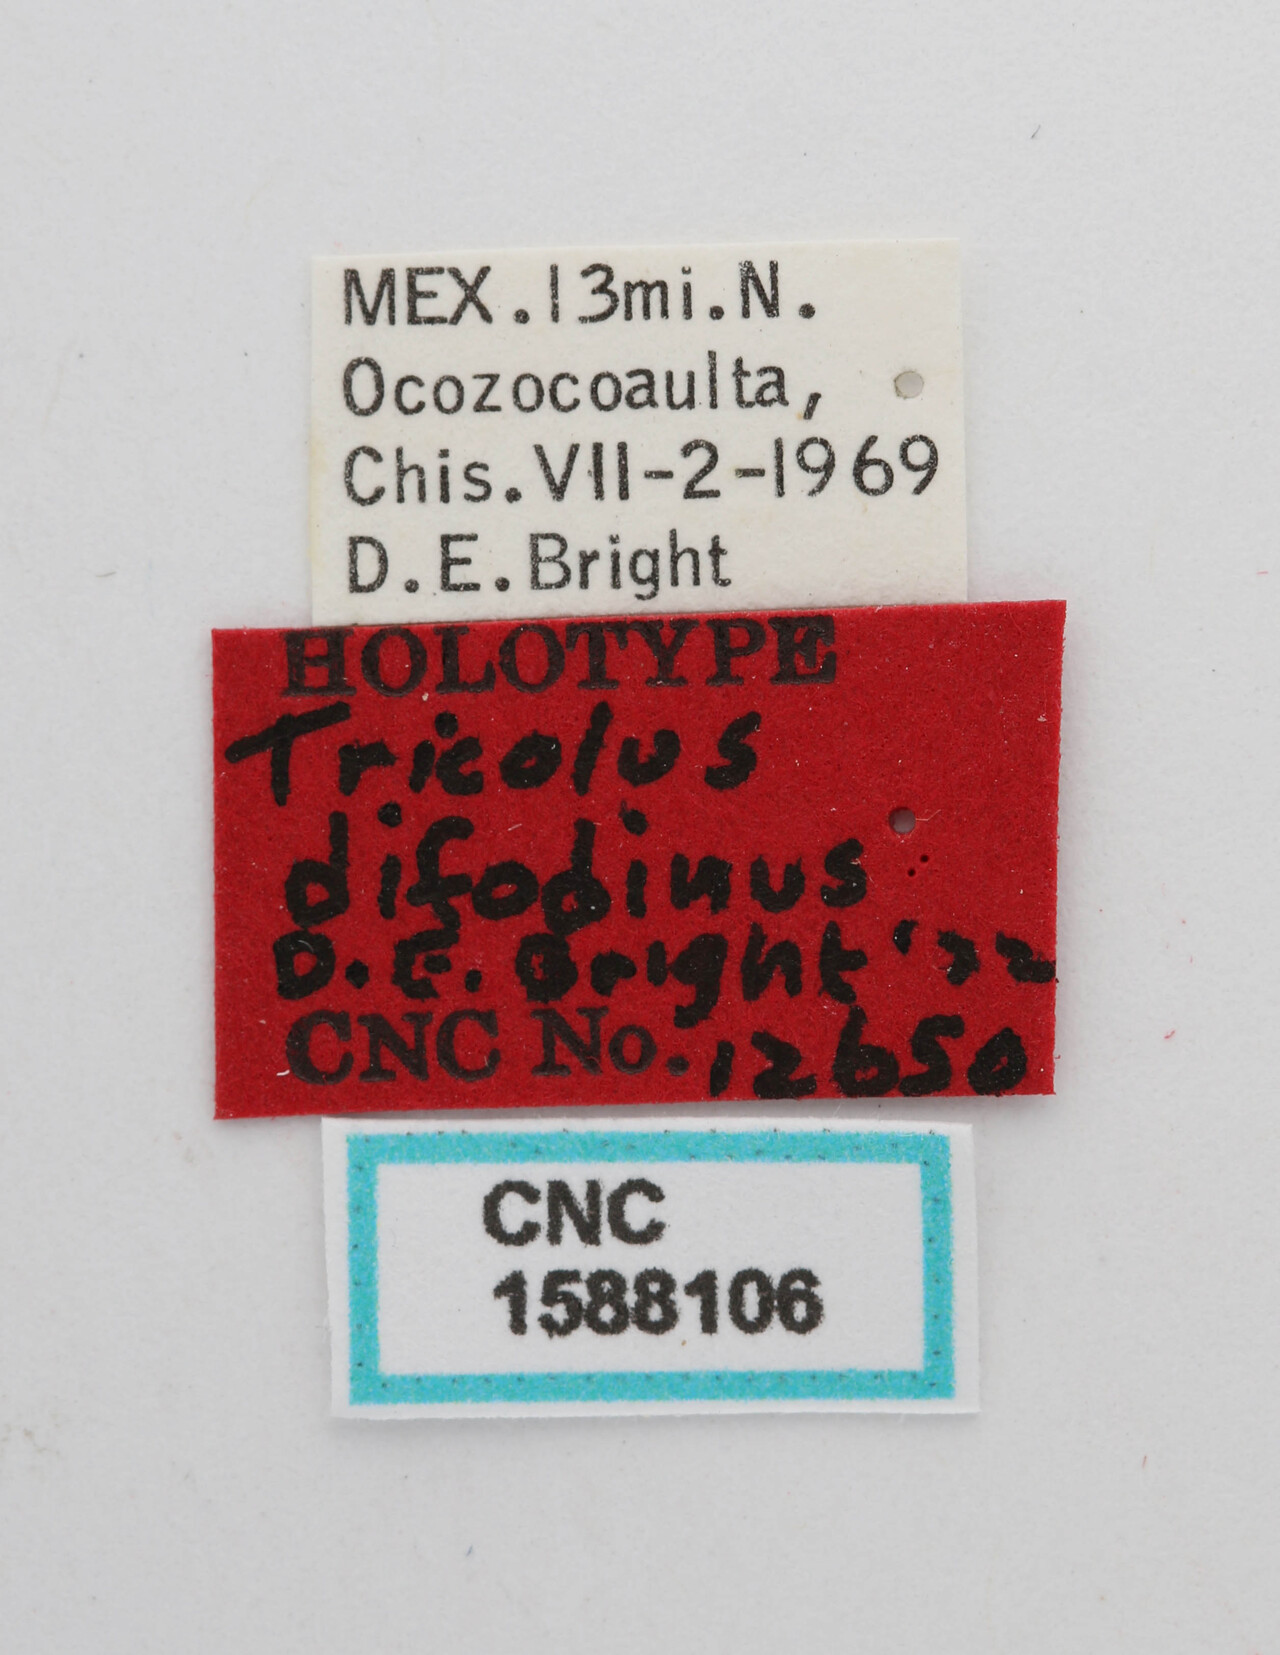 MEX.13mi.N.
Ocozocoaulta,
Chis.VII-2-1969
D.E.Bright
HOLOTYPE
Tricolus
difodinus
D.E. Bright '72
CNC No. 12650
CNC
1588106